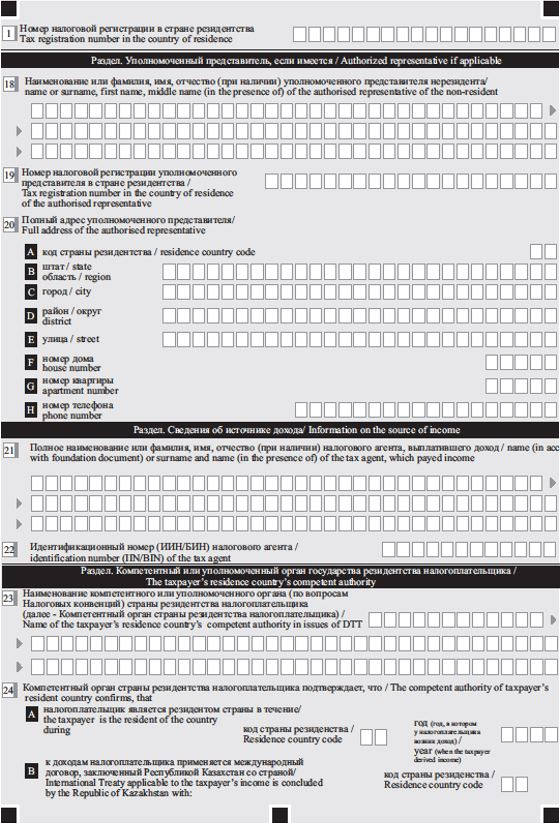 1 Номер налоговой регистрации в стране резидентства
Tax registration number in the country of residence
Раздел. Уполномоченный представитель, если имеется / Authorized representative if applicable
18 Наименование или фамилия, имя, отчество (при наличии) уполномоченного представителя нерезидента/
name or surname, first name, middle name (in the presence of) of the authorised representative of the non-resident
19 Номер налоговой регистрации уполномоченного
представителя в стране резидентства /
Tax registration number in the country of residence
of the authorised representative
20 Полный адрес уполномоченного представителя/
Full address of the authorised representative
A код страны резидентства / residence country code
B штат / state
область / region
C город / city
D район / округ
district
E улица / street
F номер дома
house number
G номер квартиры
apartment number
H номер телефона
phone number
Раздел. Сведения об источнике дохода/ Information on the source of income
21 Полное наименование или фамилия, имя, отчество (при наличии) налогового агента, выплатившего доход / name (in acc
with foundation document) or surname and name (in the presence of) of the tax agent, which payed income
22 Идентификационный номер (ИИН/БИН) налогового агента /
identification number (IIN/BIN) of the tax agent
Раздел. Компетентный или уполномоченный орган государства резидентства налогоплательщика /
The taxpayer's residence country's competent authority
23 Наименование компетентного или уполномоченного органа (по вопросам
Налоговых конвенций) страны резидентства налогоплательщика
(далее - Компетентный орган страны резидентства налогоплательщика) /
Name of the taxpayer's residence country's competent authority in issues of DTT
24 Компетентный орган страны резидентства налогоплательщика подтверждает, что / The competent authority of taxpayer's
resident country confirms, that
A налогоплательщик является резидентом страны в течение/
the taxpayer is the resident of the country
during
код страны резидентства /
Residence country code
год (год, в котором
у налогоплательщика
возник доход) /
year (when the taxpayer
derived income)
B к доходам налогоплательщика применяется международный
договор, заключенный Республикой Казахстан со страной/
International Treaty applicable to the taxpayer's income is concluded
by the Republic of Kazakhstan with:
код страны резидентства /
Residence country code